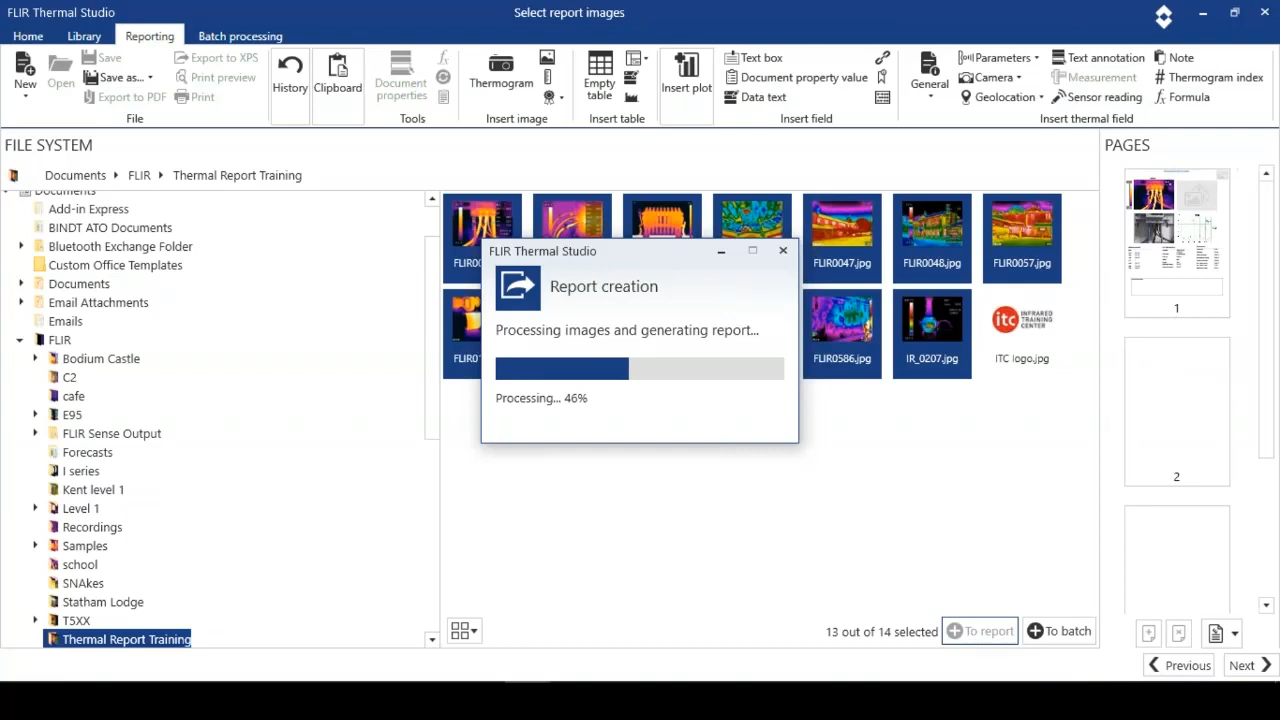 FLIR Thermal Studio
Select report images
Home Library Reporting Batch processing
New
Open
Save
Save as...
Export to PDF
Export to XPS
Print preview
Print
File
History
Clipboard
Document properties
Tools
Thermogram
Insert image
Empty table
Insert table
Insert plot
Text box
Document property value
Data text
Insert field
General
Parameters
Camera
Geolocation
Text annotation
Measurement
Sensor reading
Note
Thermogram index
Formula
Insert thermal field
FILE SYSTEM
Documents FLIR Thermal Report Training
Documents
Add-in Express
BINDT ATO Documents
Bluetooth Exchange Folder
Custom Office Templates
Documents
Email Attachments
Emails
FLIR
Bodium Castle
C2
cafe
E95
FLIR Sense Output
Forecasts
I series
Kent level 1
Level 1
Recordings
Samples
school
SNAkes
Statham Lodge
T5XX
Thermal Report Training
FLIR0047.jpg
FLIR0048.jpg
FLIR0057.jpg
FLIR0586.jpg
IR_0207.jpg
itc INFRARED TRAINING CENTER
ITC logo.jpg
FLIR Thermal Studio
Report creation
Processing images and generating report...
Processing... 46%
13 out of 14 selected
To report
To batch
PAGES
1
2
Previous
Next